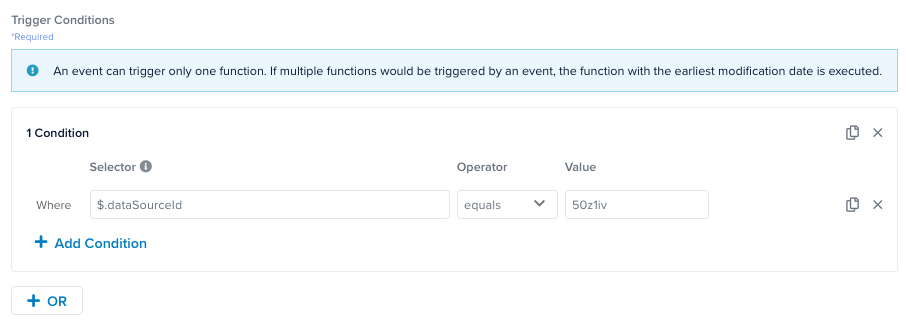 Trigger Conditions
*Required
An event can trigger only one function. If multiple functions would be triggered by an event, the function with the earliest modification date is executed.
1 Condition
Selector Operator Value
Where $.dataSourceId equals 50z1iv
+ Add Condition
+ OR